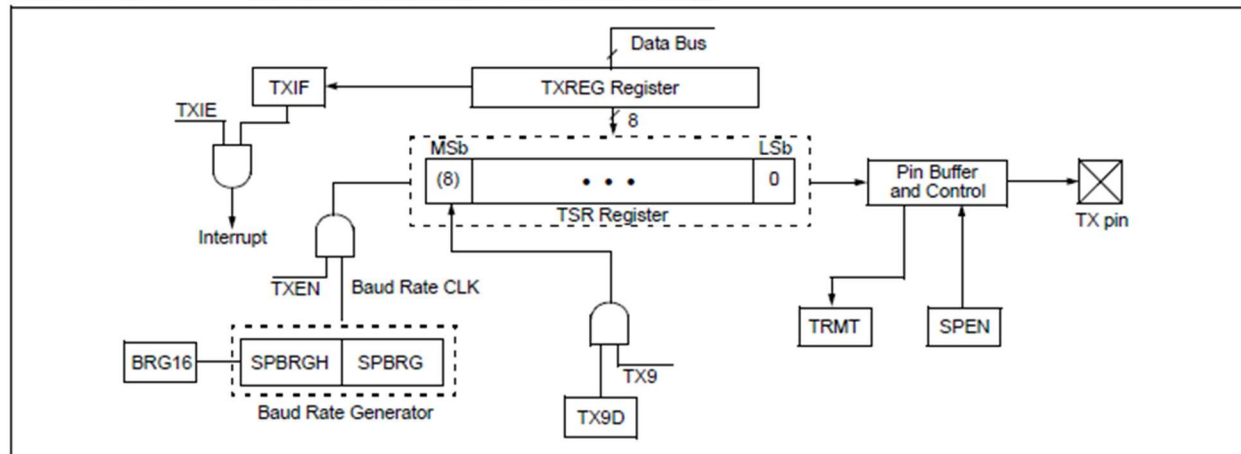 Data Bus
TXIF
TXREG Register
TXIE
8
MSb
LSb
(8)
• • •
0
Pin Buffer
and Control
TSR Register
TX pin
Interrupt
TXEN
Baud Rate CLK
TRMT
SPEN
BRG16
SPBRGH
SPBRG
TX9
Baud Rate Generator
TX9D